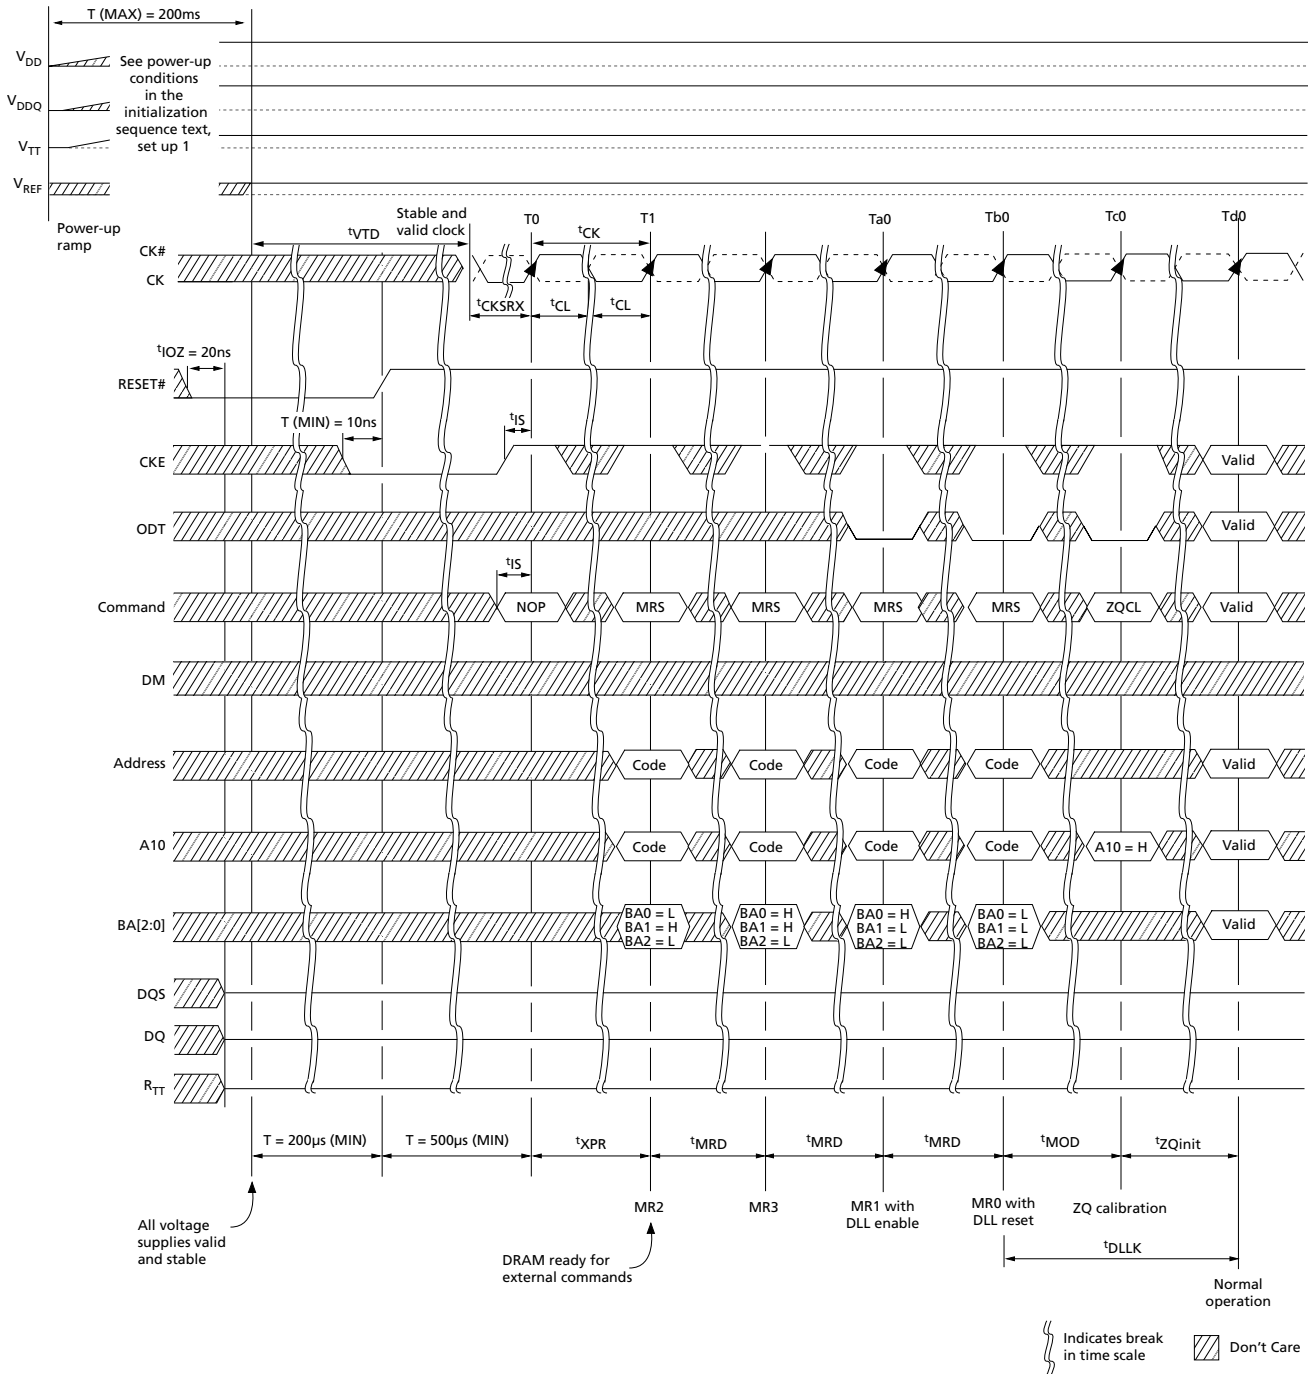 T (MAX) = 200ms
VDD
See power-up
conditions
in the
initialization
sequence text,
set up 1
VDDQ
VTT
VREF
Power-up
ramp
Stable and
valid clock
T0
T1
Ta0
Tb0
Tc0
Td0
tVTD
tCK
CK#
CK
tCKSRX
tCL
tCL
tIOZ = 20ns
RESET#
T (MIN) = 10ns
tIS
CKE
Valid
ODT
Valid
tIS
Command
NOP
MRS
MRS
MRS
MRS
ZQCL
Valid
DM
Address
Code
Code
Code
Code
Valid
A10
Code
Code
Code
Code
A10 = H
Valid
BA[2:0]
BA0 = L
BA1 = H
BA2 = L
BA0 = H
BA1 = H
BA2 = L
BA0 = H
BA1 = L
BA2 = L
BA0 = L
BA1 = L
BA2 = L
Valid
DQS
DQ
RTT
T = 200μs (MIN)
T = 500μs (MIN)
tXPR
tMRD
tMRD
tMRD
tMOD
tZQinit
MR2
MR3
MR1 with
DLL enable
MR0 with
DLL reset
ZQ calibration
All voltage
supplies valid
and stable
DRAM ready for
external commands
tDLLK
Normal
operation
Indicates break
in time scale
Don't Care